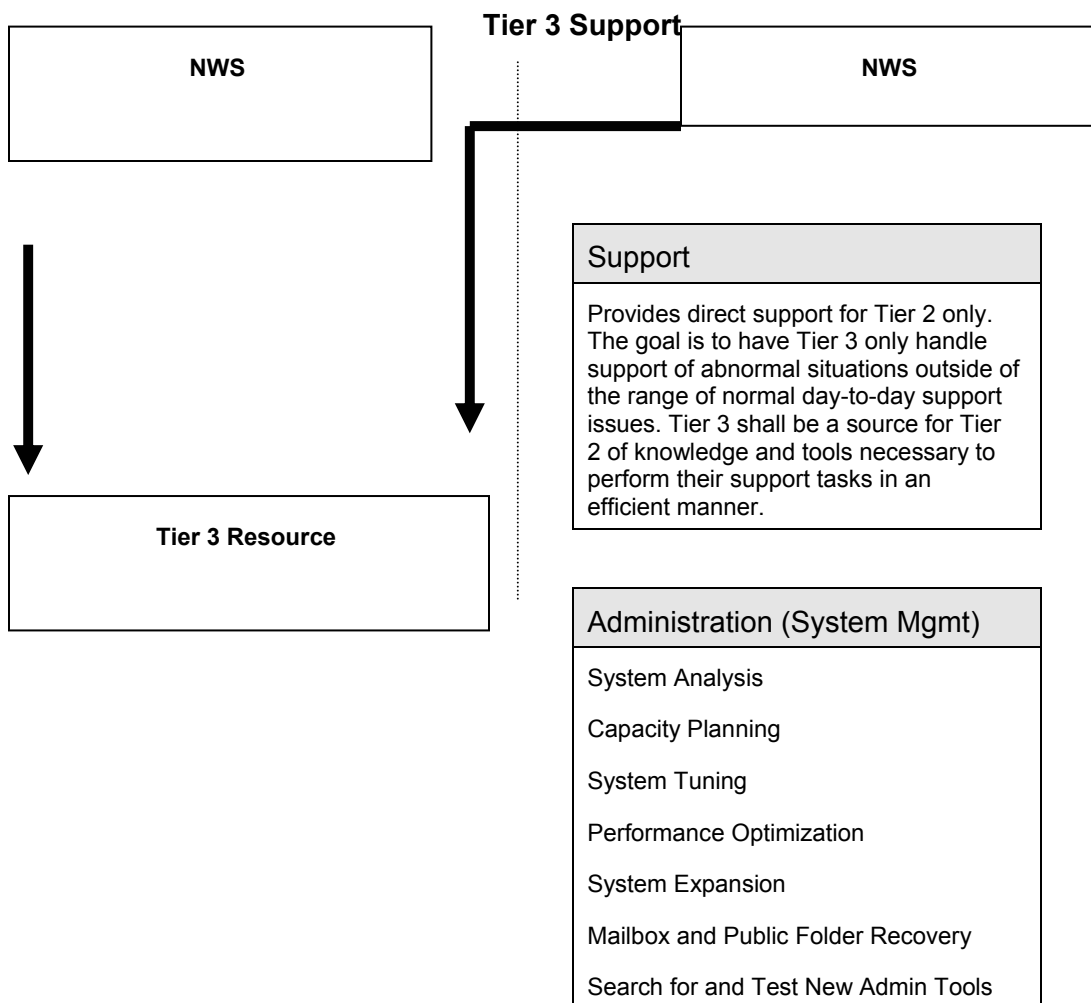 Tier 3 Support
NWS
NWS
Support
Provides direct support for Tier 2 only.
The goal is to have Tier 3 only handle
support of abnormal situations outside of
the range of normal day-to-day support
issues. Tier 3 shall be a source for Tier
2 of knowledge and tools necessary to
perform their support tasks in an
efficient manner.
Tier 3 Resource
Administration (System Mgmt)
System Analysis
Capacity Planning
System Tuning
Performance Optimization
System Expansion
Mailbox and Public Folder Recovery
Search for and Test New Admin Tools